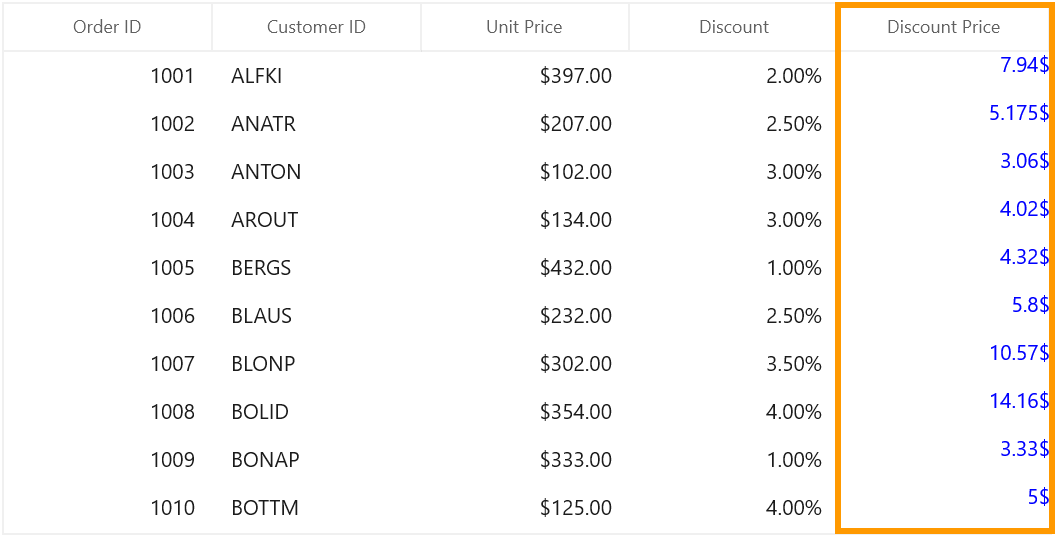 Order ID Customer ID Unit Price Discount Discount Price
1001 ALFKI $397.00 2.00% 7.94$
1002 ANATR $207.00 2.50% 5.175$
1003 ANTON $102.00 3.00% 3.06$
1004 AROUT $134.00 3.00% 4.02$
1005 BERGS $432.00 1.00% 4.32$
1006 BLAUS $232.00 2.50% 5.8$
1007 BLONP $302.00 3.50% 10.57$
1008 BOLID $354.00 4.00% 14.16$
1009 BONAP $333.00 1.00% 3.33$
1010 BOTTM $125.00 4.00% 5$